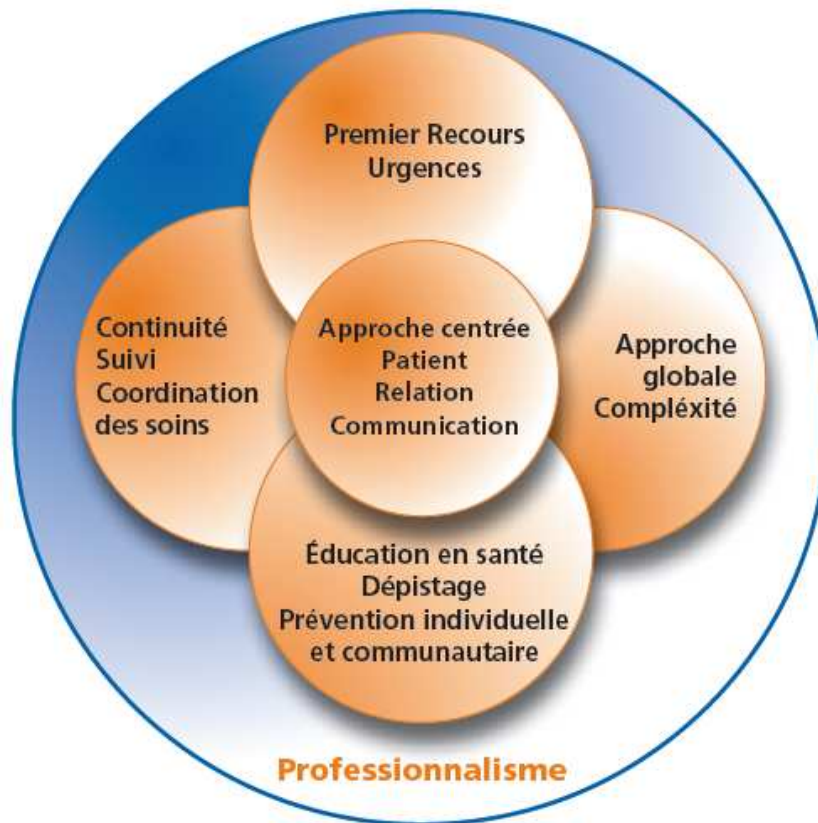 Premier Recours
Urgences
Continuité
Suivi
Coordination
des soins
Approche centrée
Patient
Relation
Communication
Approche
globale
Compléxité
Éducation en santé
Dépistage
Prévention individuelle
et communautaire
Professionnalisme